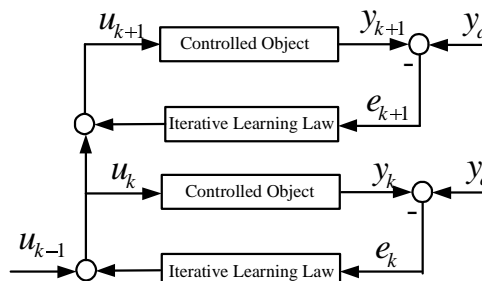 u_{k+1} Controlled Object y_{k+1}
-
Iterative Learning Law e_{k+1}
u_k Controlled Object y_k
-
u_{k-1} Iterative Learning Law e_k